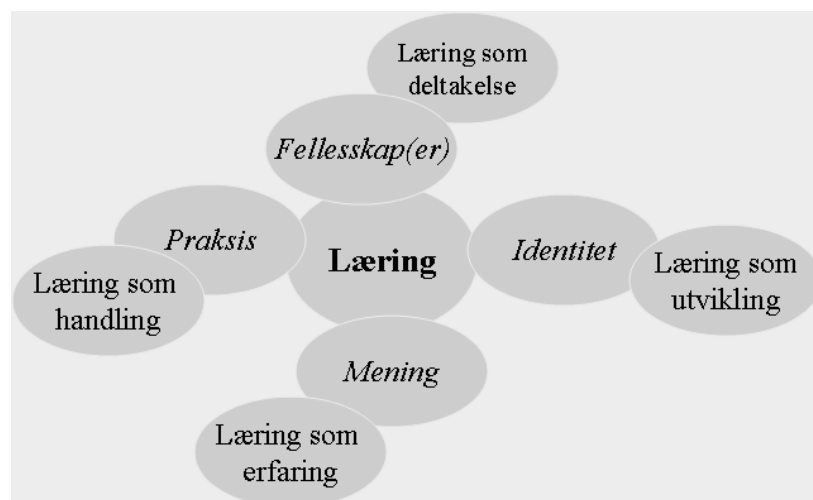 Læring som
deltakelse
Fellesskap(er)
Praksis
Læring
Identitet
Læring som
handling
Læring som
utvikling
Mening
Læring som
erfaring